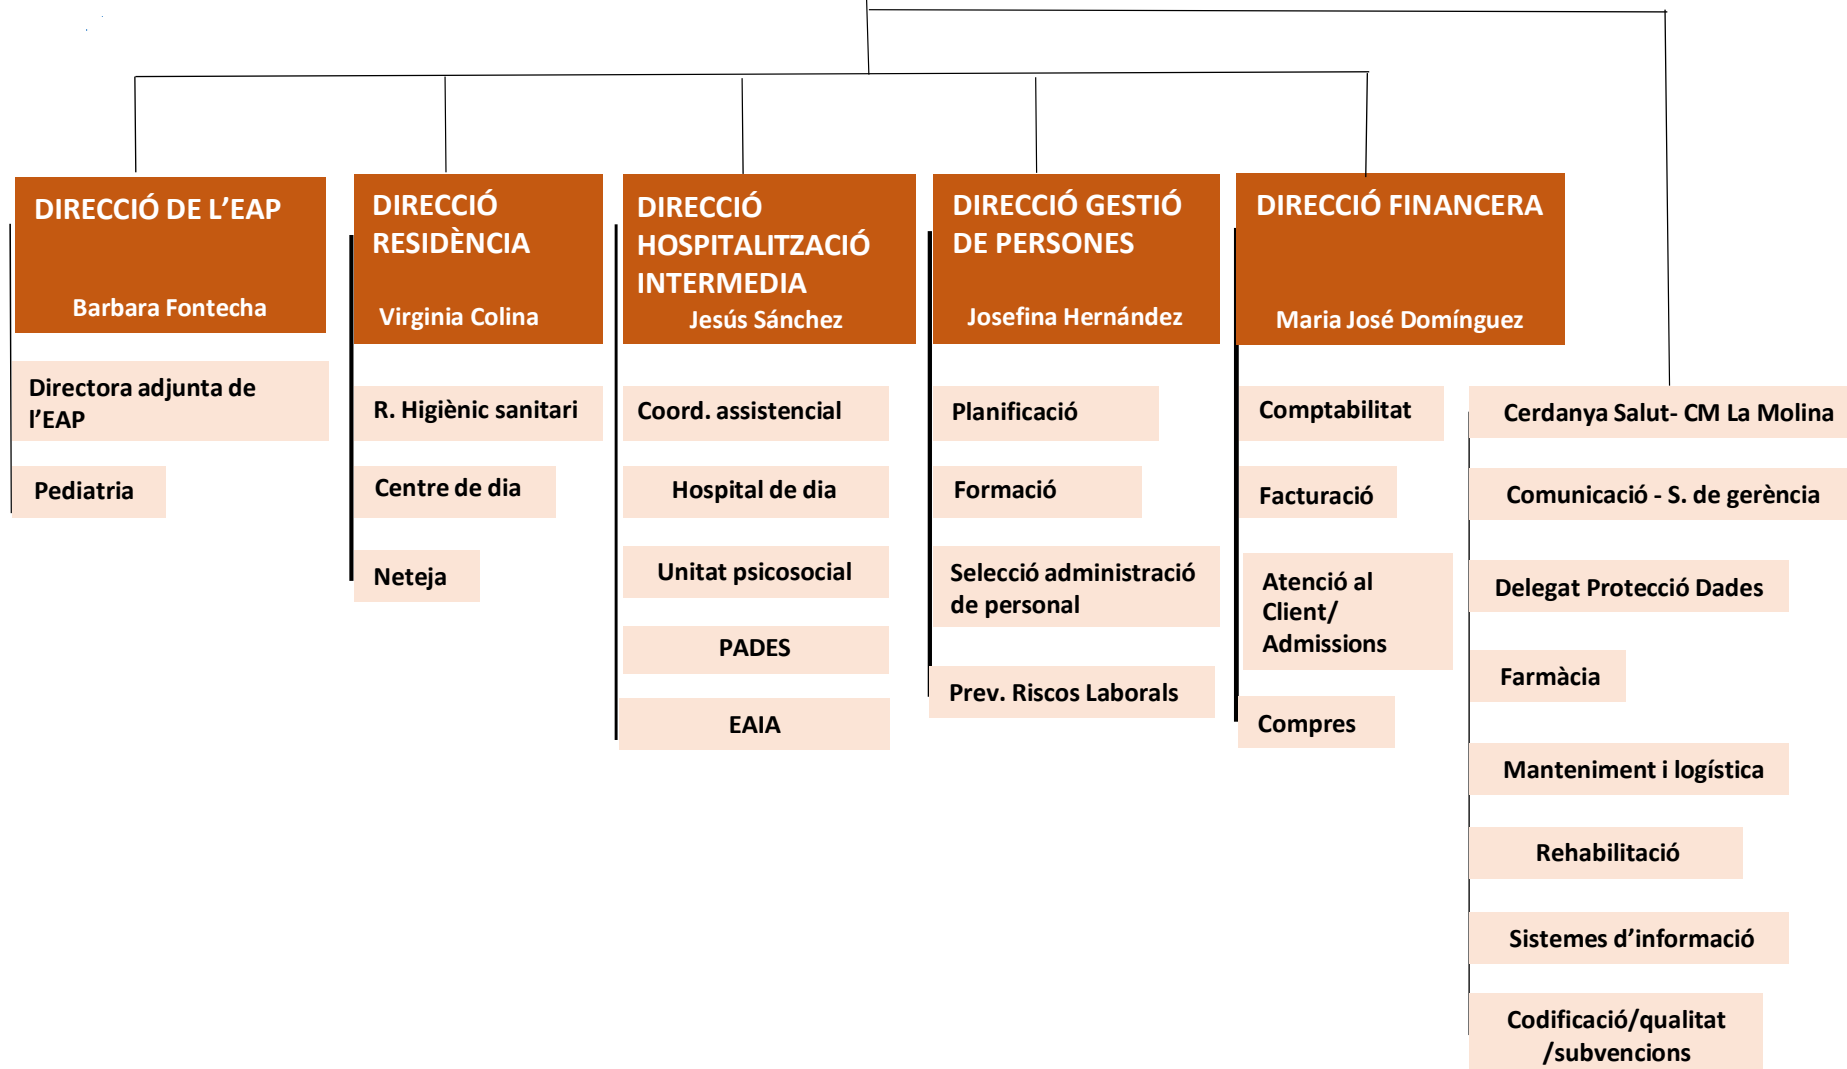 DIRECCIÓ DE L’EAP
Barbara Fontecha
Directora adjunta de
l’EAP
Pediatria
DIRECCIÓ
RESIDÈNCIA
Virginia Colina
R. Higiènic sanitari
Centre de dia
Neteja
DIRECCIÓ
HOSPITALITZACIÓ
INTERMEDIA
Jesús Sánchez
Coord. assistencial
Hospital de dia
Unitat psicosocial
PADES
EAIA
DIRECCIÓ GESTIÓ
DE PERSONES
Josefina Hernández
Planificació
Formació
Selecció administració
de personal
Prev. Riscos Laborals
DIRECCIÓ FINANCERA
Maria José Domínguez
Comptabilitat
Facturació
Atenció al
Client/
Admissions
Compres
Cerdanya Salut- CM La Molina
Comunicació - S. de gerència
Delegat Protecció Dades
Farmàcia
Manteniment i logística
Rehabilitació
Sistemes d’informació
Codificació/qualitat
/subvencions